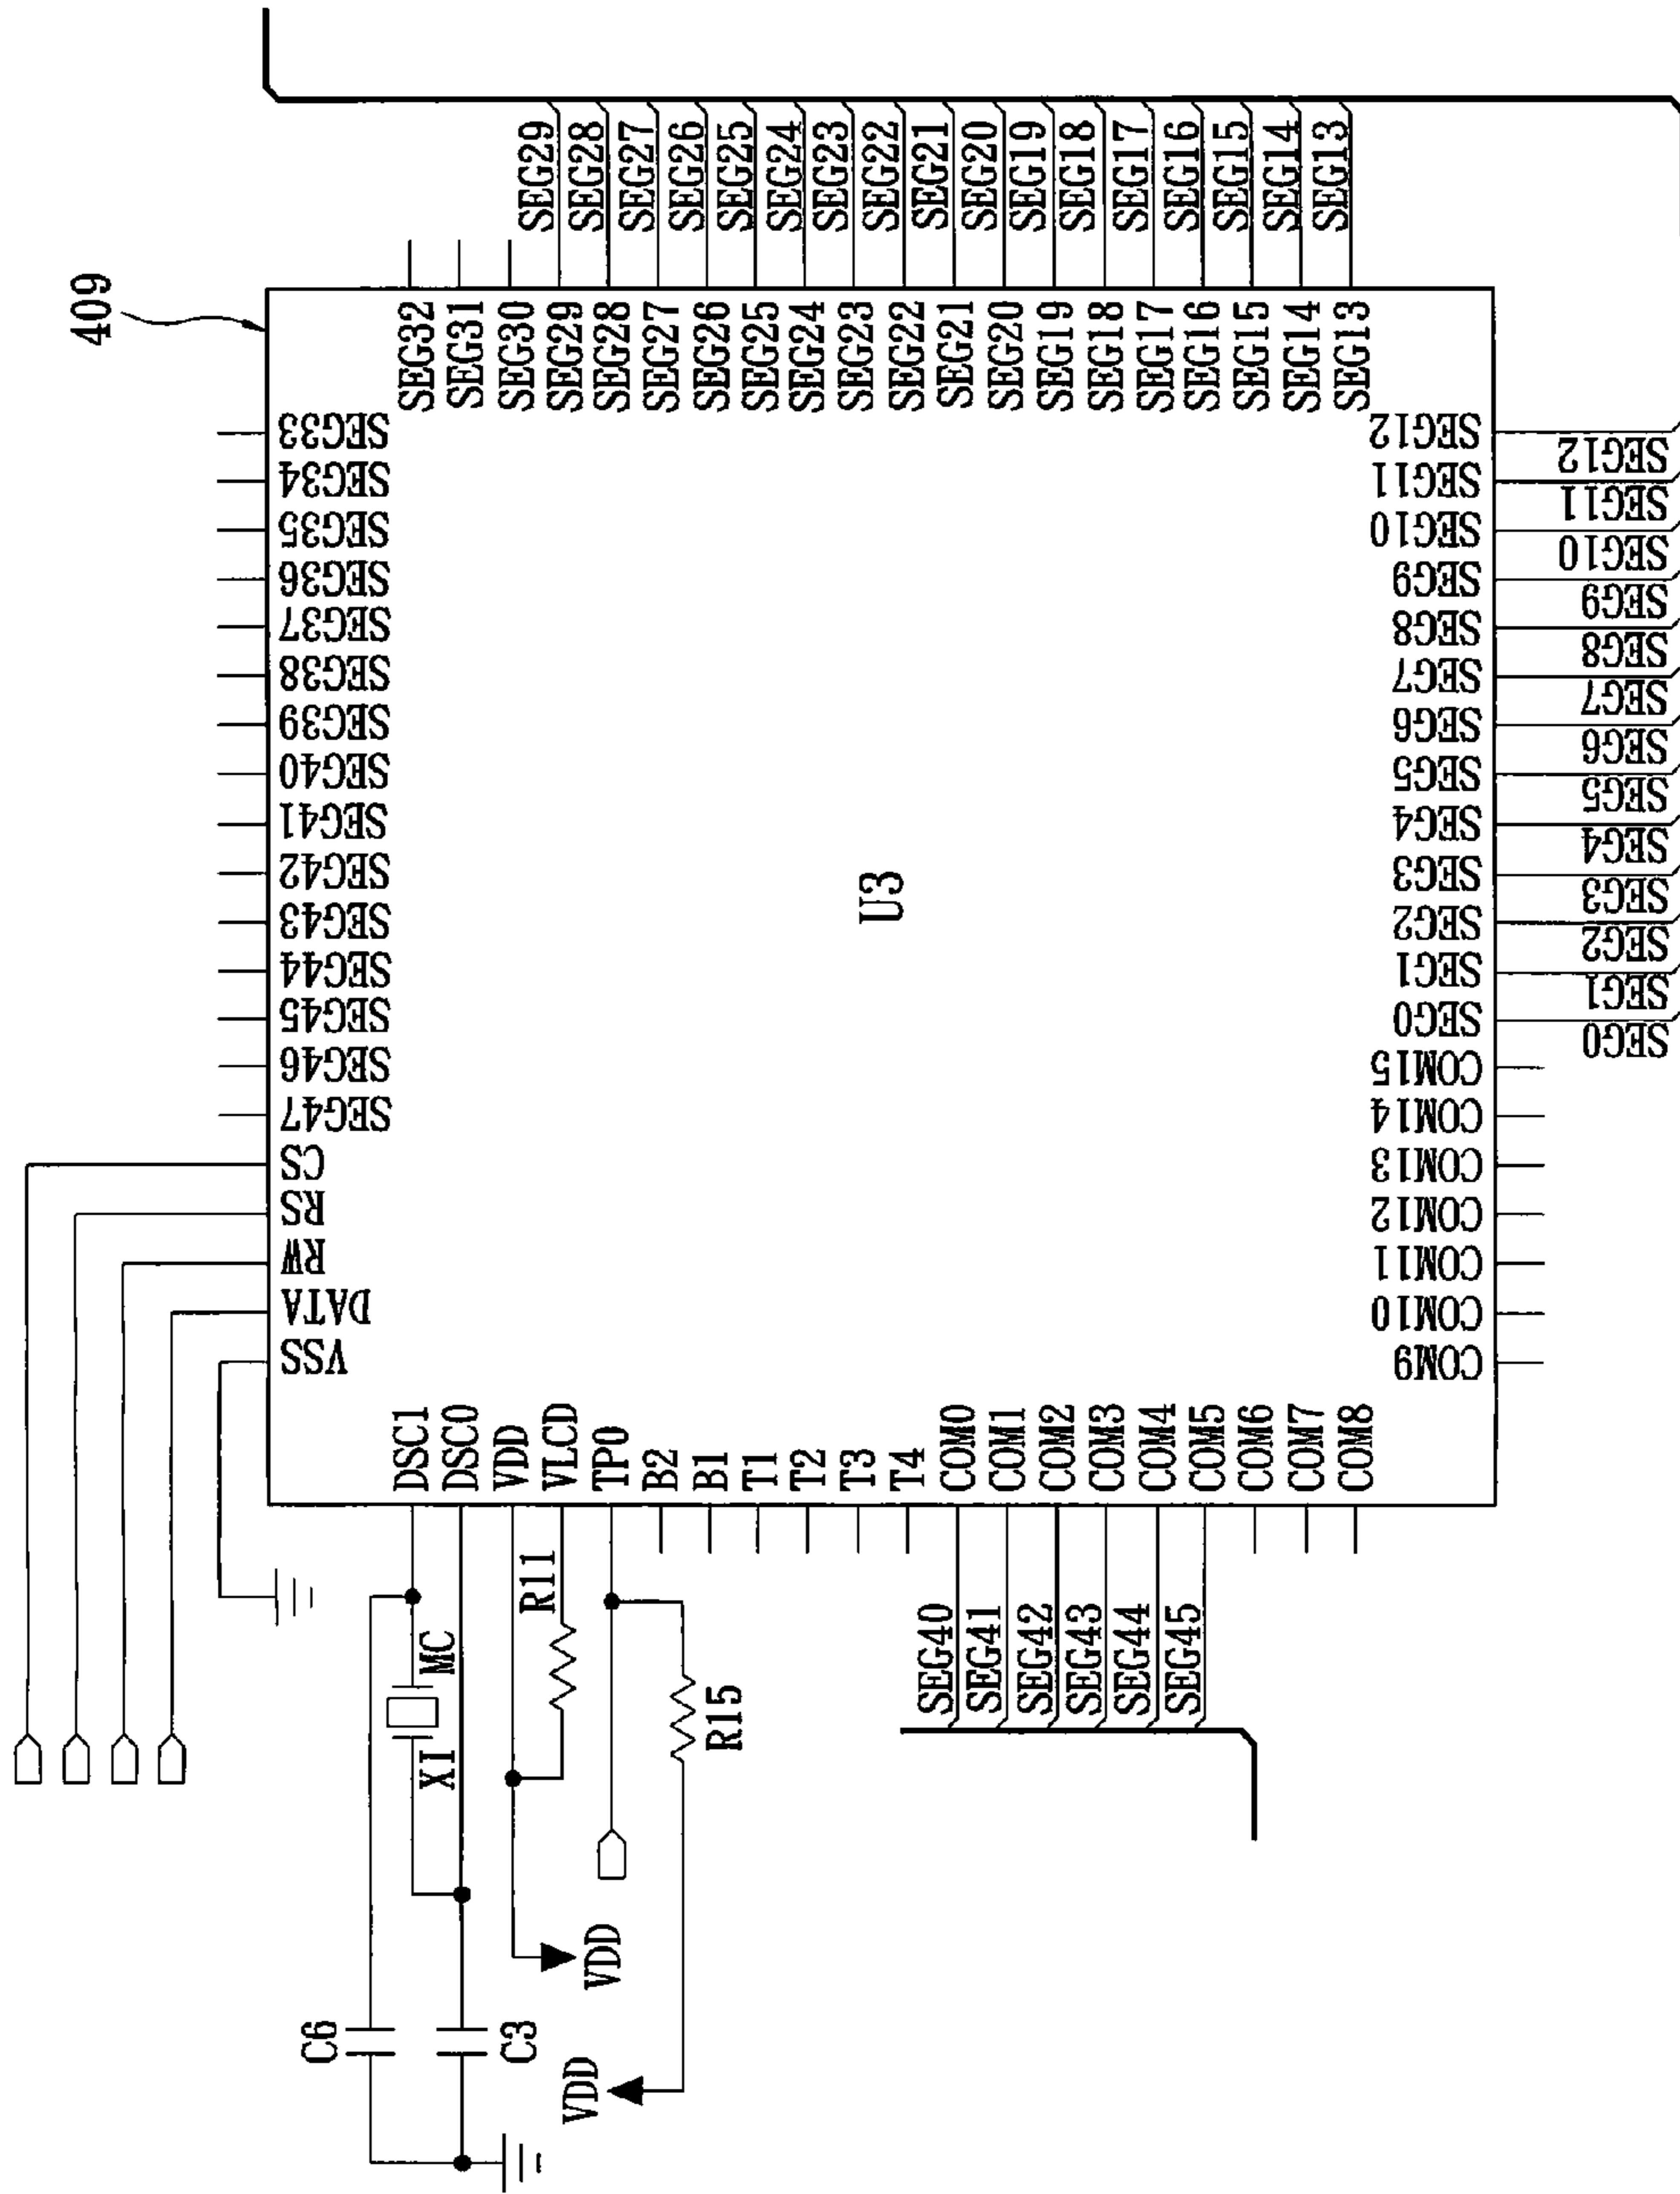 409
SEG33
SEG34
SEG35
SEG36
SEG37
SEG38
SEG39
SEG40
SEG41
SEG42
SEG43
SEG44
SEG45
SEG46
SEG47
CS
RS
RW
DATA
VSS
SEG32
SEG31
SEG30
SEG29
SEG28
SEG27
SEG26
SEG25
SEG24
SEG23
SEG22
SEG21
SEG20
SEG19
SEG18
SEG17
SEG16
SEG15
SEG14
SEG13
SEG29
SEG28
SEG27
SEG26
SEG25
SEG24
SEG23
SEG22
SEG21
SEG20
SEG19
SEG18
SEG17
SEG16
SEG15
SEG14
SEG13
U3
DSC1
DSC0
VDD
VLCD
TP0
B2
B1
T1
T2
T3
T4
COM0
COM1
COM2
COM3
COM4
COM5
COM6
COM7
COM8
SEG12
SEG11
SEG10
SEG9
SEG8
SEG7
SEG6
SEG5
SEG4
SEG3
SEG2
SEG1
SEG0
COM15
COM14
COM13
COM12
COM11
COM10
COM9
SEG12
SEG11
SEG10
SEG9
SEG8
SEG7
SEG6
SEG5
SEG4
SEG3
SEG2
SEG1
SEG0
SEG40
SEG41
SEG42
SEG43
SEG44
SEG45
R11
MC
XI
R15
VDD
VDD
C6
C3